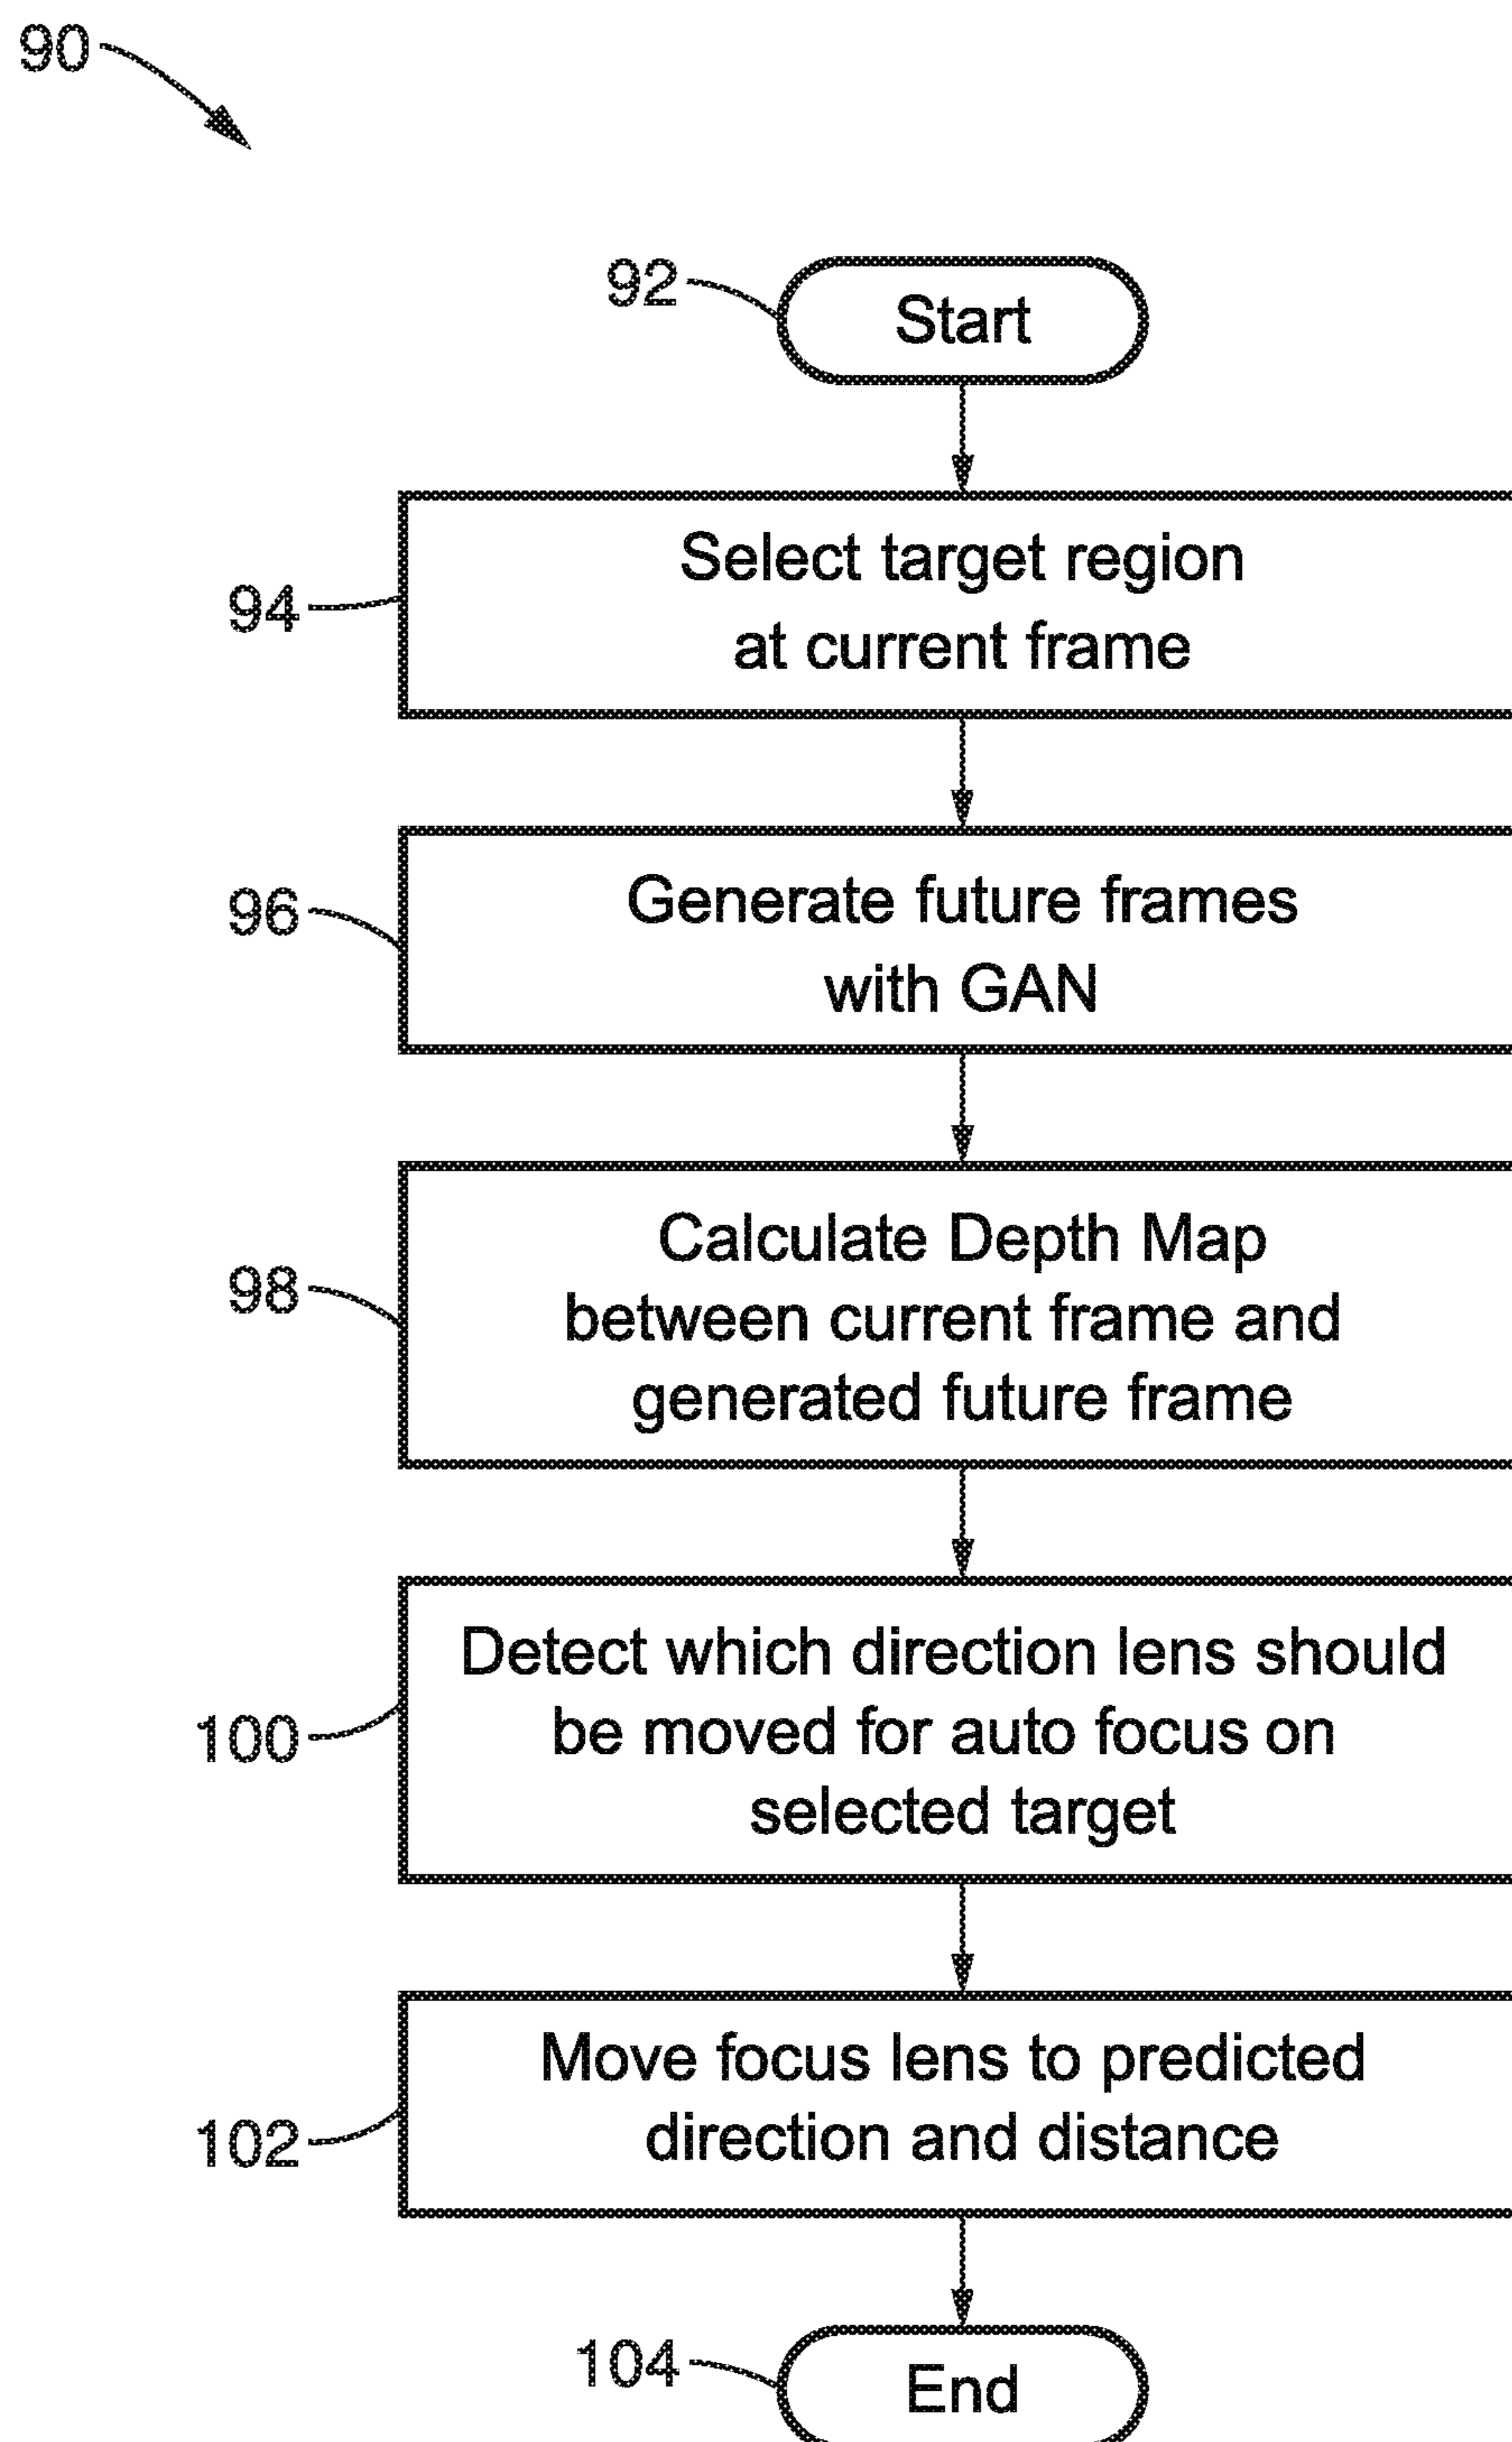 90
92
Start
94
Select target region
at current frame
96
Generate future frames
with GAN
98
Calculate Depth Map
between current frame and
generated future frame
100
Detect which direction lens should
be moved for auto focus on
selected target
102
Move focus lens to predicted
direction and distance
104
End